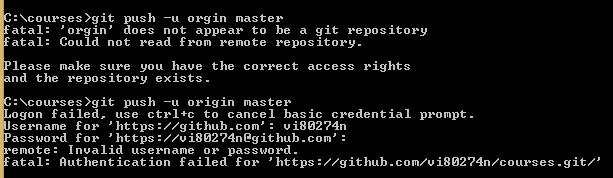 C:\courses>git push -u orgin master
fatal: 'orgin' does not appear to be a git repository
fatal: Could not read from remote repository.
Please make sure you have the correct access rights
and the repository exists.
C:\courses>git push -u origin master
Logon failed, use ctrl+c to cancel basic credential prompt.
Username for 'https://github.com': vi80274n
Password for 'https://vi80274n@github.com':
remote: Invalid username or password.
fatal: Authentication failed for 'https://github.com/vi80274n/courses.git/'